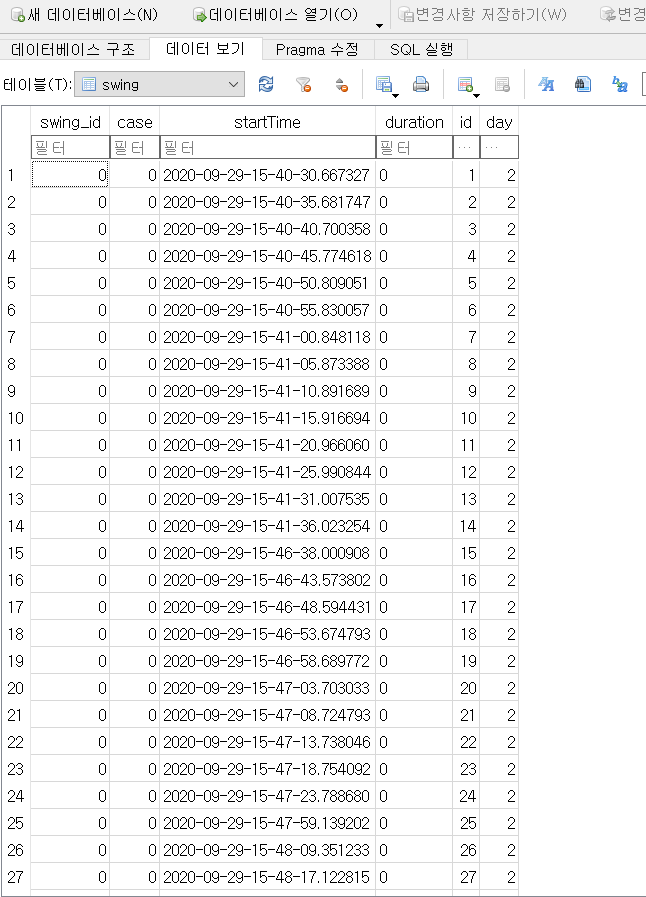 새 데이터베이스(N) 데이터베이스 열기(O) 변경사항 저장하기(W) 변경
데이터베이스 구조 데이터 보기 Pragma 수정 SQL 실행
테이블(T): swing
swing_id case startTime duration id day
필터 필터 필터 필터 ... ...
1 0 0 2020-09-29-15-40-30.667327 0 1 2
2 0 0 2020-09-29-15-40-35.681747 0 2 2
3 0 0 2020-09-29-15-40-40.700358 0 3 2
4 0 0 2020-09-29-15-40-45.774618 0 4 2
5 0 0 2020-09-29-15-40-50.809051 0 5 2
6 0 0 2020-09-29-15-40-55.830057 0 6 2
7 0 0 2020-09-29-15-41-00.848118 0 7 2
8 0 0 2020-09-29-15-41-05.873388 0 8 2
9 0 0 2020-09-29-15-41-10.891689 0 9 2
10 0 0 2020-09-29-15-41-15.916694 0 10 2
11 0 0 2020-09-29-15-41-20.966060 0 11 2
12 0 0 2020-09-29-15-41-25.990844 0 12 2
13 0 0 2020-09-29-15-41-31.007535 0 13 2
14 0 0 2020-09-29-15-41-36.023254 0 14 2
15 0 0 2020-09-29-15-46-38.000908 0 15 2
16 0 0 2020-09-29-15-46-43.573802 0 16 2
17 0 0 2020-09-29-15-46-48.594431 0 17 2
18 0 0 2020-09-29-15-46-53.674793 0 18 2
19 0 0 2020-09-29-15-46-58.689772 0 19 2
20 0 0 2020-09-29-15-47-03.703033 0 20 2
21 0 0 2020-09-29-15-47-08.724793 0 21 2
22 0 0 2020-09-29-15-47-13.738046 0 22 2
23 0 0 2020-09-29-15-47-18.754092 0 23 2
24 0 0 2020-09-29-15-47-23.788680 0 24 2
25 0 0 2020-09-29-15-47-59.139202 0 25 2
26 0 0 2020-09-29-15-48-09.351233 0 26 2
27 0 0 2020-09-29-15-48-17.122815 0 27 2